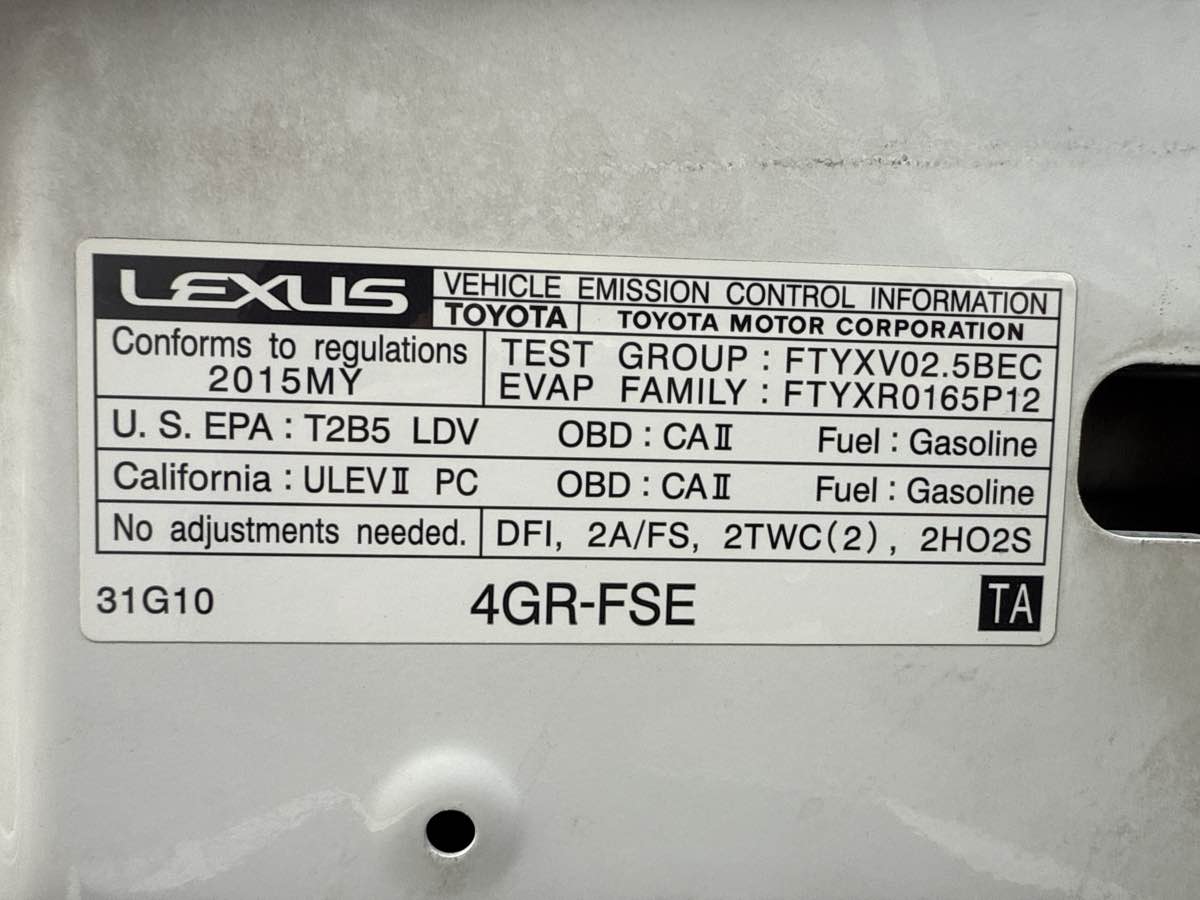 LEXUS VEHICLE EMISSION CONTROL INFORMATION
TOYOTA TOYOTA MOTOR CORPORATION
Conforms to regulations
2015MY
TEST GROUP : FTYXV02.5BEC
EVAP FAMILY : FTYXR0165P12
U. S. EPA : T2B5 LDV OBD : CAⅡ Fuel : Gasoline
California : ULEVⅡ PC OBD : CAⅡ Fuel : Gasoline
No adjustments needed. DFI, 2A/FS, 2TWC(2), 2HO2S
31G10 4GR-FSE TA